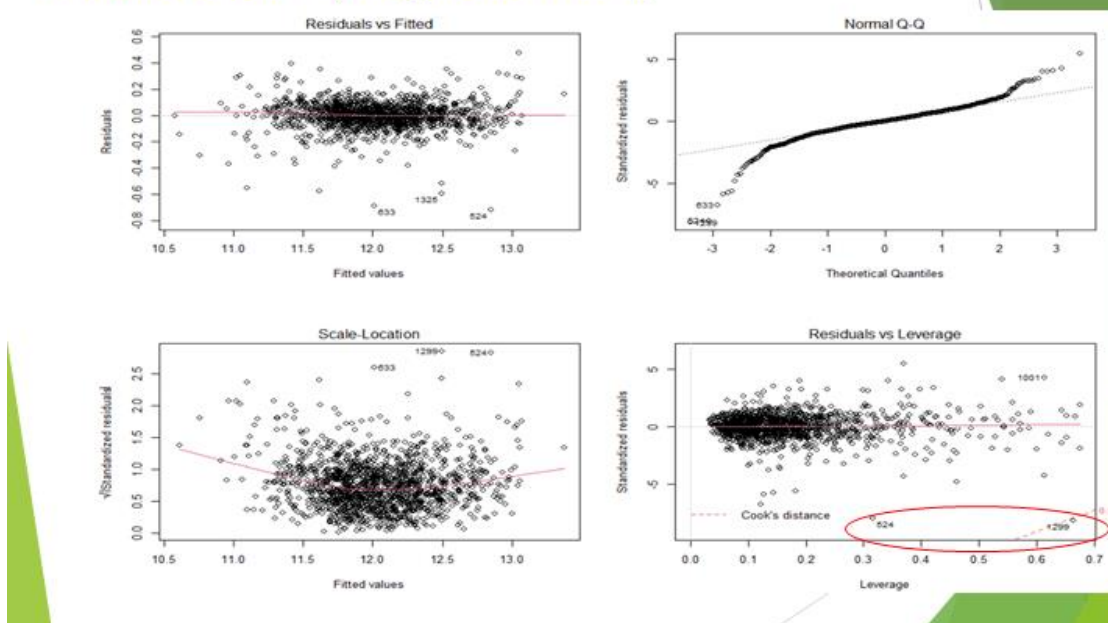 Residuals vs Fitted
0.6
0.4
0.2
0.0
-0.2
-0.4
-0.6
-0.8
Residuals
633
1325
524
10.5 11.0 11.5 12.0 12.5 13.0
Fitted values
Normal Q-Q
5
0
-5
Standardized residuals
633
-3 -2 -1 0 1 2 3
Theoretical Quantiles
Scale-Location
2.5
2.0
1.5
1.0
0.5
0.0
√|Standardized residuals|
1299
524
633
10.5 11.0 11.5 12.0 12.5 13.0
Fitted values
Residuals vs Leverage
5
0
-5
Standardized residuals
1001
Cook's distance
524
1299
0.0 0.1 0.2 0.3 0.4 0.5 0.6 0.7
Leverage